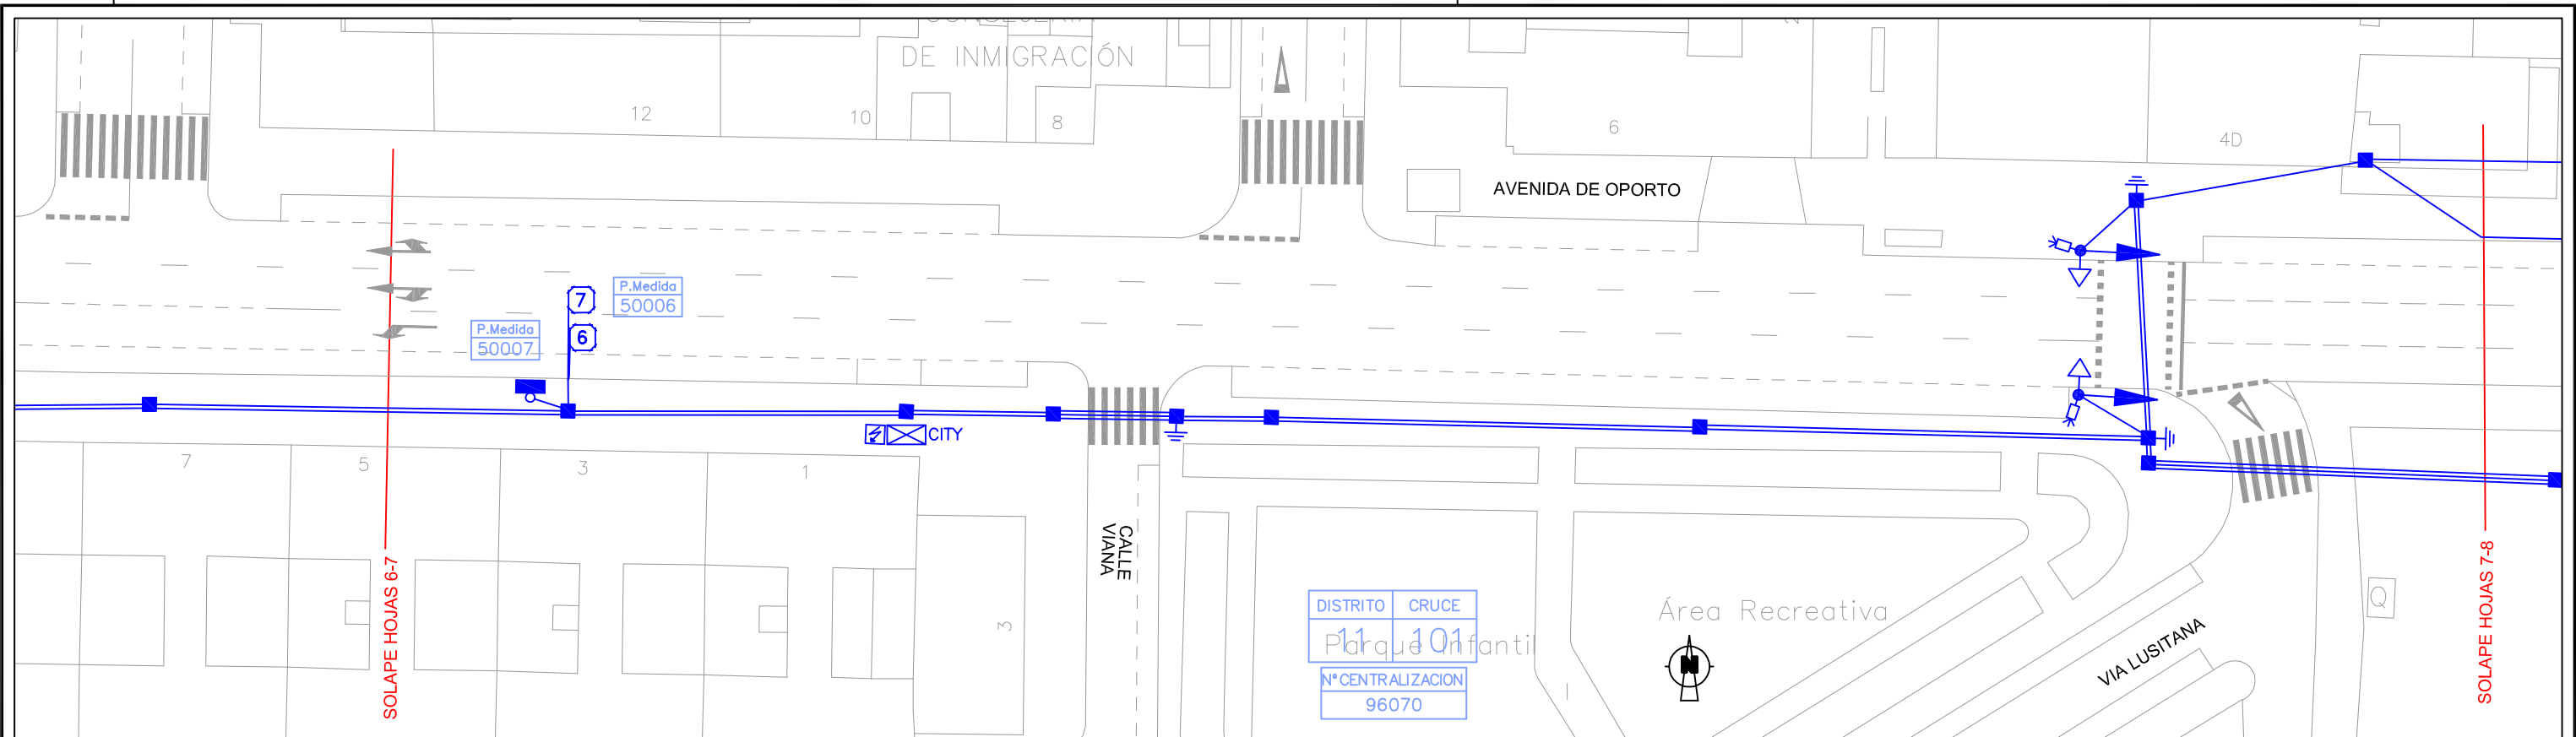 DE INMIGRACIÓN
12
10
8
6
4D
AVENIDA DE OPORTO
7
P.Medida
50006
P.Medida
50007
6
CITY
7
5
3
1
CALLE
VIANA
3
SOLAPE HOJAS 6-7
DISTRITO CRUCE
11 101
Parque Infantil
Nº CENTRALIZACION
96070
Área Recreativa
N
VIA LUSITANA
Q
SOLAPE HOJAS 7-8